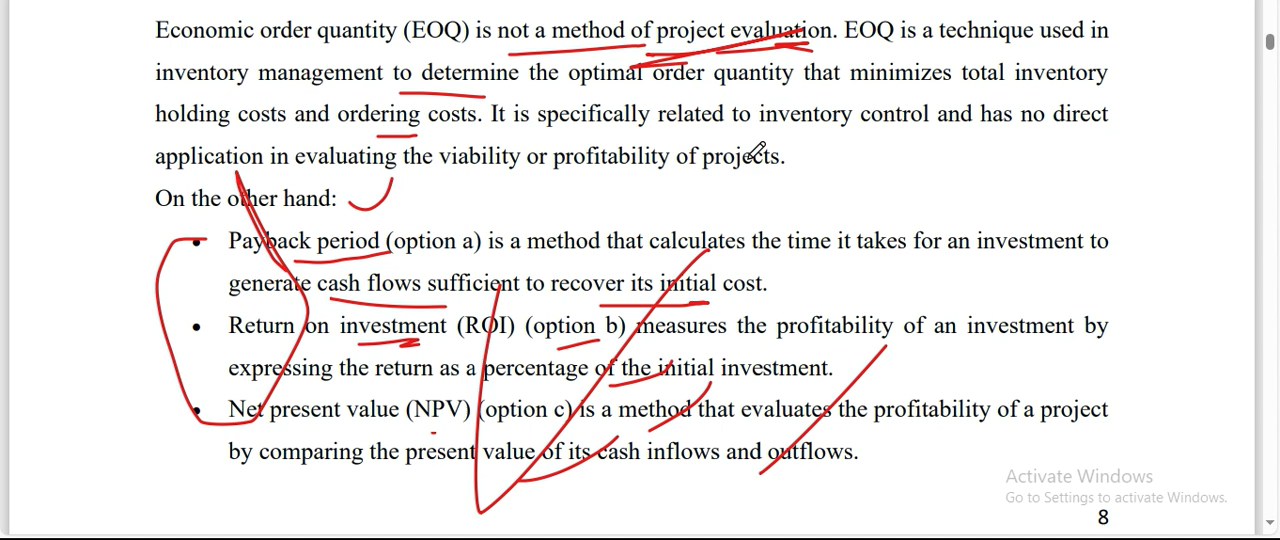 Economic order quantity (EOQ) is not a method of project evaluation. EOQ is a technique used in
inventory management to determine the optimal order quantity that minimizes total inventory
holding costs and ordering costs. It is specifically related to inventory control and has no direct
application in evaluating the viability or profitability of projects.
On the other hand:
• Payback period (option a) is a method that calculates the time it takes for an investment to
generate cash flows sufficient to recover its initial cost.
• Return on investment (ROI) (option b) measures the profitability of an investment by
expressing the return as a percentage of the initial investment.
• Net present value (NPV) (option c) is a method that evaluates the profitability of a project
by comparing the present value of its cash inflows and outflows.
Activate Windows
Go to Settings to activate Windows.
8